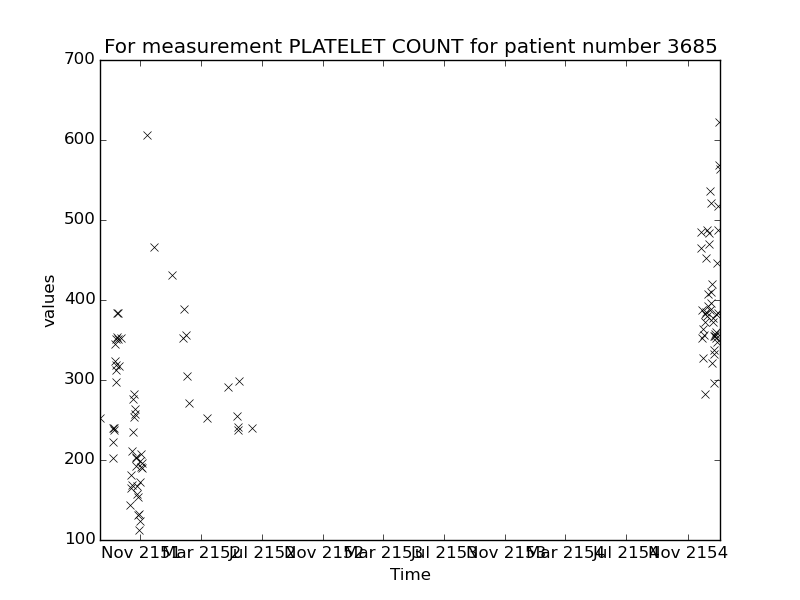 For measurement PLATELET COUNT for patient number 3685
700
600
500
400
300
200
100
values
Nov 2151 Mar 2152 Jul 2152 Nov 2152 Mar 2153 Jul 2153 Nov 2153 Mar 2154 Jul 2154 Nov 2154
Time